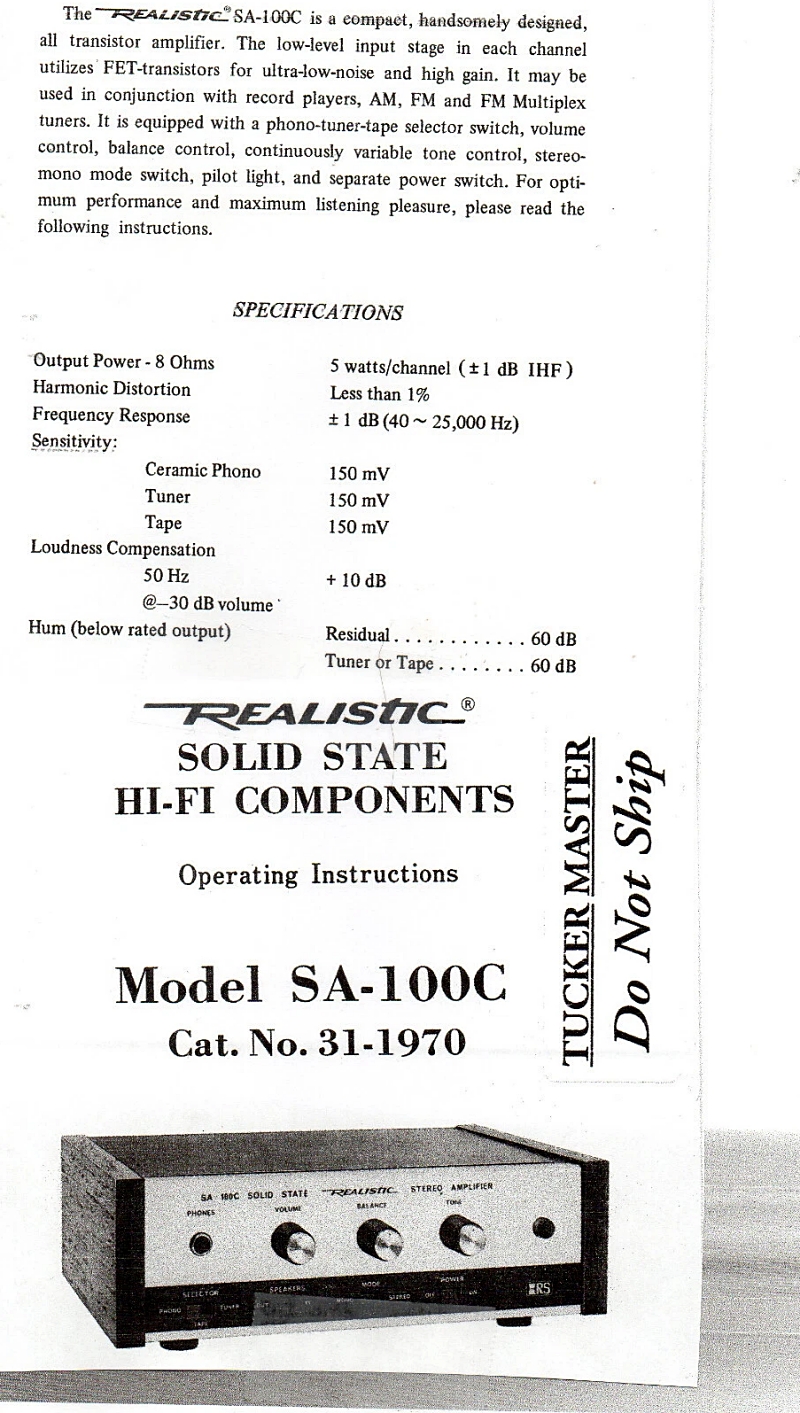 The REALISTIC® SA-100C is a compact, handsomely designed,
all transistor amplifier. The low-level input stage in each channel
utilizes FET-transistors for ultra-low-noise and high gain. It may be
used in conjunction with record players, AM, FM and FM Multiplex
tuners. It is equipped with a phono-tuner-tape selector switch, volume
control, balance control, continuously variable tone control, stereo-
mono mode switch, pilot light, and separate power switch. For opti-
mum performance and maximum listening pleasure, please read the
following instructions.
SPECIFICATIONS
Output Power - 8 Ohms 5 watts/channel (±1 dB IHF)
Harmonic Distortion Less than 1%
Frequency Response ± 1 dB (40 ~ 25,000 Hz)
Sensitivity:
Ceramic Phono 150 mV
Tuner 150 mV
Tape 150 mV
Loudness Compensation
50 Hz + 10 dB
@–30 dB volume
Hum (below rated output) Residual . . . . . . . . . . . . 60 dB
Tuner or Tape . . . . . . . . 60 dB
REALISTIC®
SOLID STATE
HI-FI COMPONENTS
Operating Instructions
Model SA-100C
Cat. No. 31-1970
TUCKER MASTER
Do Not Ship
SA-100C SOLID STATE REALISTIC STEREO AMPLIFIER
PHONES VOLUME BALANCE TONE
SELECTOR SPEAKERS MODE POWER
PHONO TUNER STEREO OFF ON RS
TAPE